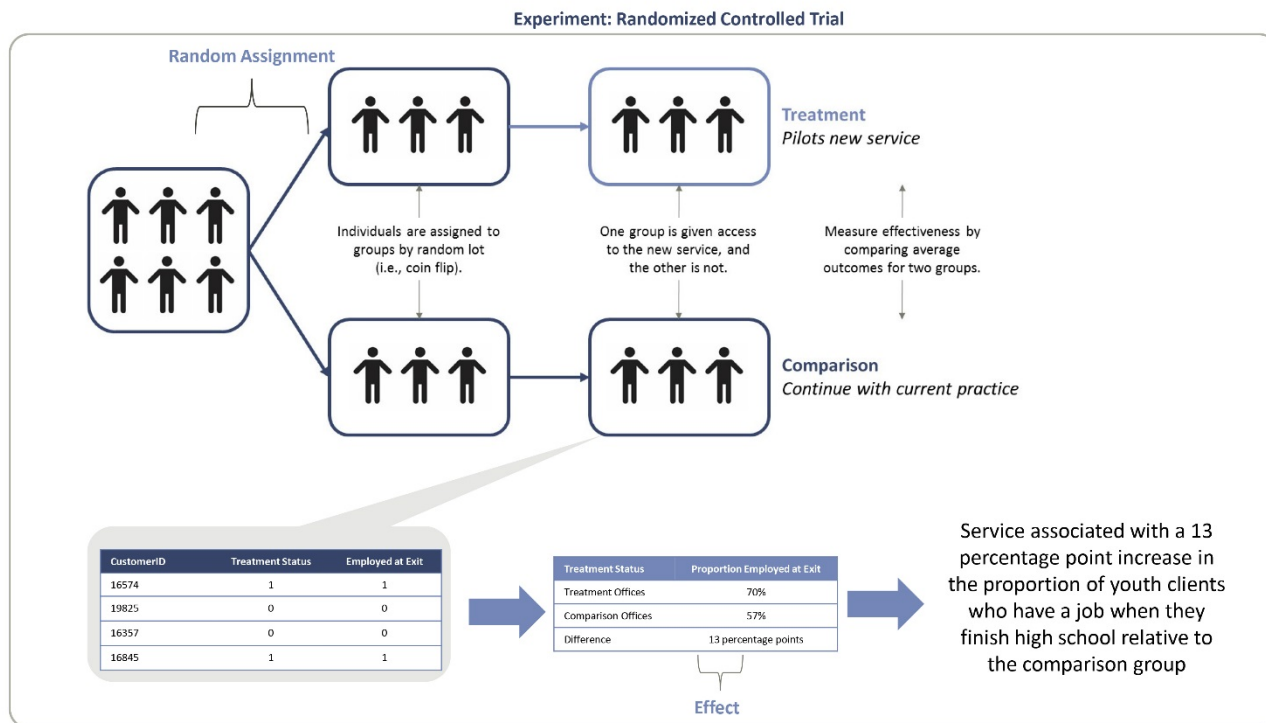 Experiment: Randomized Controlled Trial
Random Assignment
Treatment
Pilots new service
Individuals are assigned to
groups by random lot
(i.e., coin flip).
One group is given access
to the new service, and
the other is not.
Measure effectiveness by
comparing average
outcomes for two groups.
Comparison
Continue with current practice
CustomerID Treatment Status Employed at Exit
16574 1 1
19825 0 0
16357 0 0
16845 1 1
Treatment Status Proportion Employed at Exit
Treatment Offices 70%
Comparison Offices 57%
Difference 13 percentage points
Effect
Service associated with a 13
percentage point increase in
the proportion of youth clients
who have a job when they
finish high school relative to
the comparison group